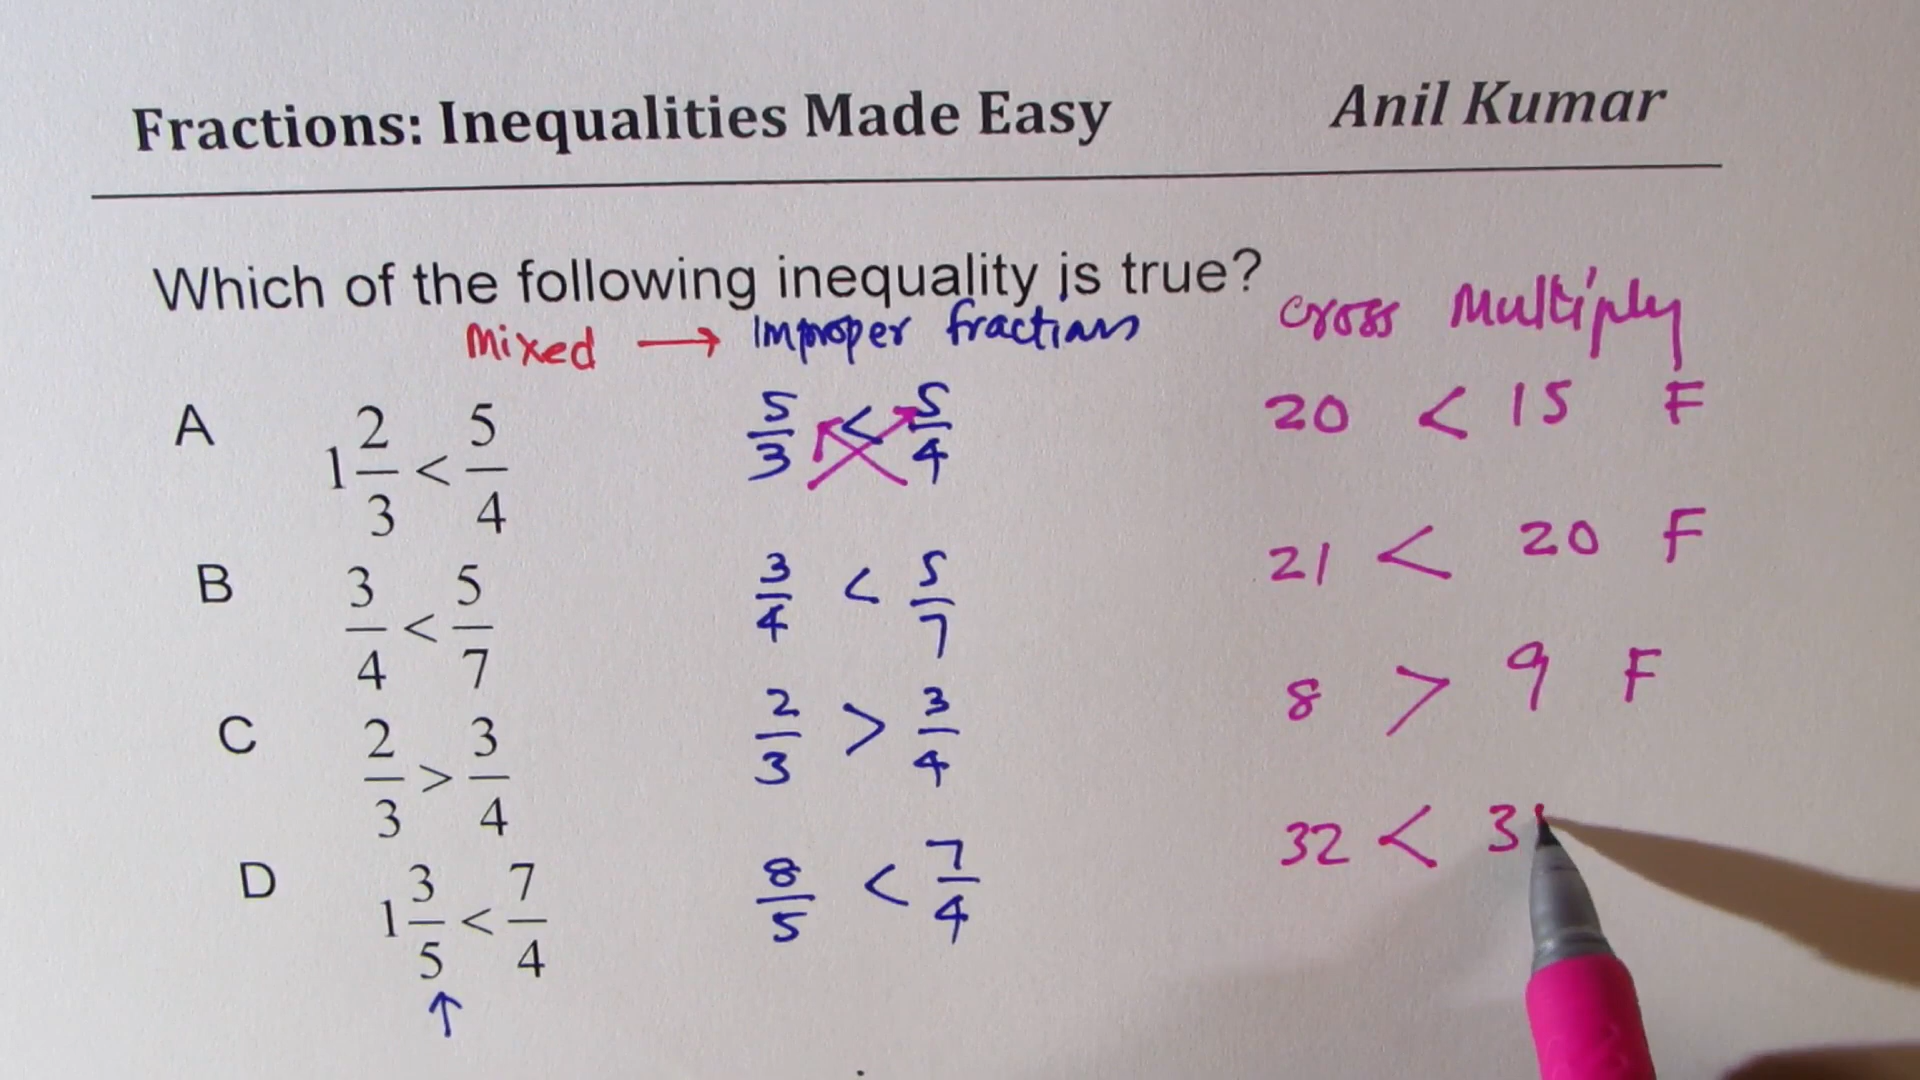 Fractions: Inequalities Made Easy Anil Kumar
Which of the following inequality is true?
Cross Multiply
Mixed → Improper fractions
A 1 2/3 < 5/4 5/3 < 5/4 20 < 15 F
B 3/4 < 5/7 3/4 < 5/7 21 < 20 F
C 2/3 > 3/4 2/3 > 3/4 8 > 9 F
D 1 3/5 < 7/4 8/5 < 7/4 32 < 3
↑